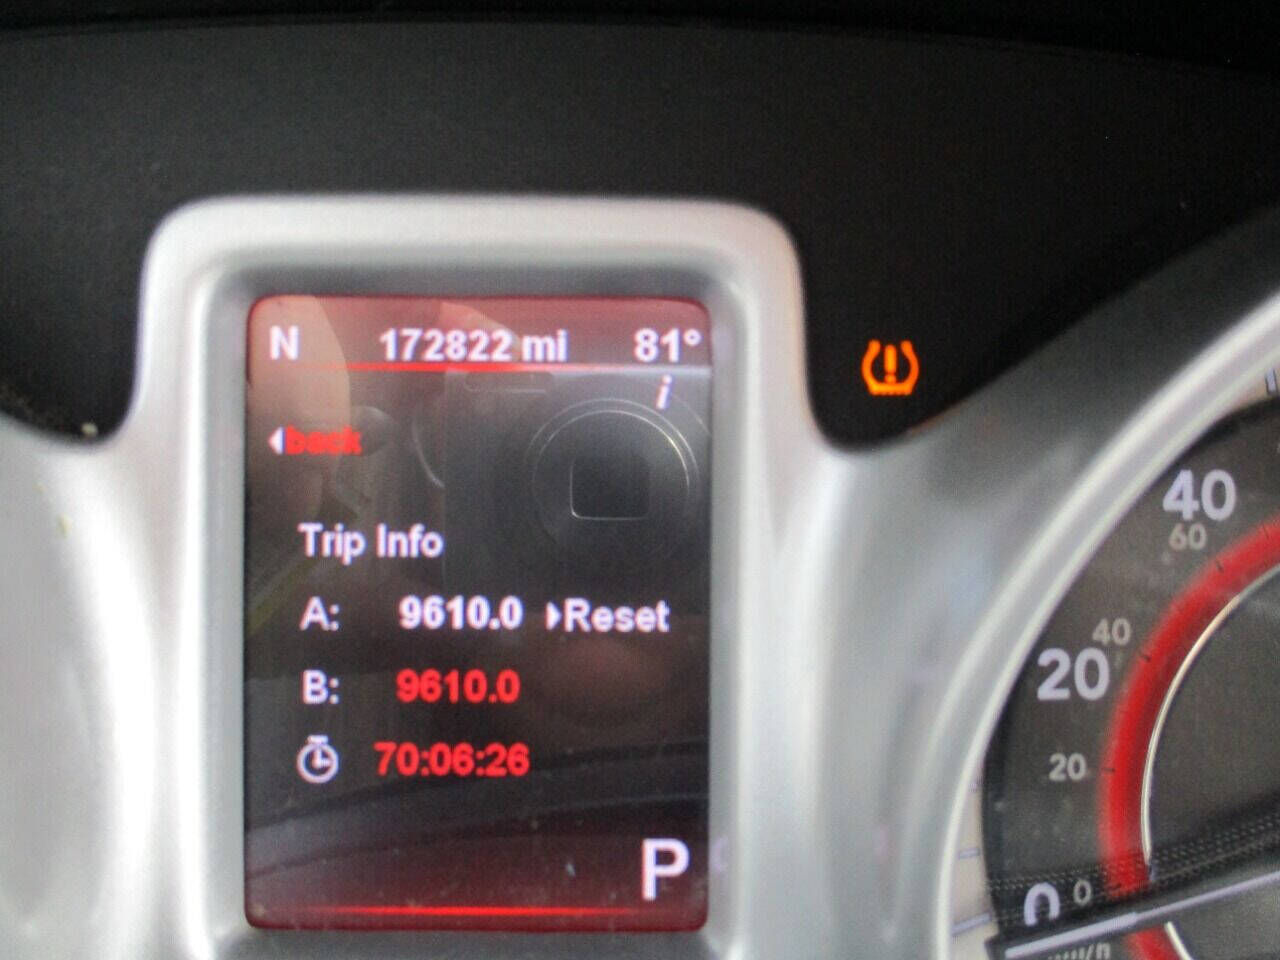 N 172822 mi 81°
i
back
Trip Info
A: 9610.0 Reset
B: 9610.0
70:06:26
P
40
60
40
20
20
0
0